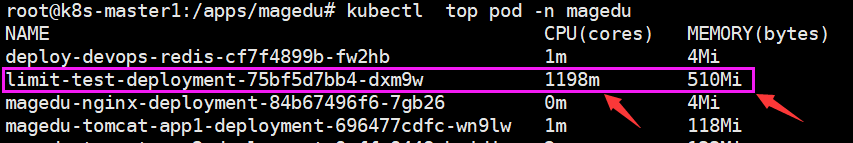 root@k8s-master1:/apps/magedu# kubectl  top pod -n magedu
NAME CPU(cores) MEMORY(bytes)
deploy-devops-redis-cf7f4899b-fw2hb 1m 4Mi
limit-test-deployment-75bf5d7bb4-dxm9w 1198m 510Mi
magedu-nginx-deployment-84b67496f6-7gb26 0m 4Mi
magedu-tomcat-app1-deployment-696477cdfc-wn9lw 1m 118Mi